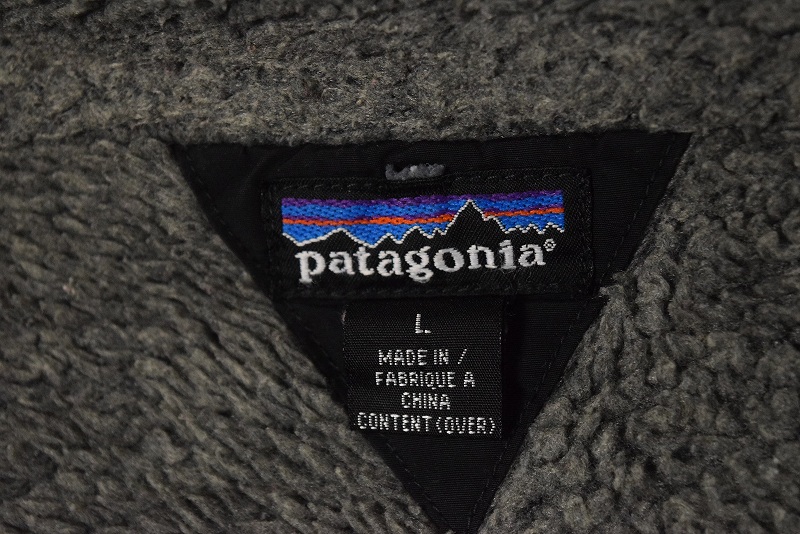 patagonia®
L
MADE IN /
FABRIQUE A
CHINA
CONTENT (OVER)